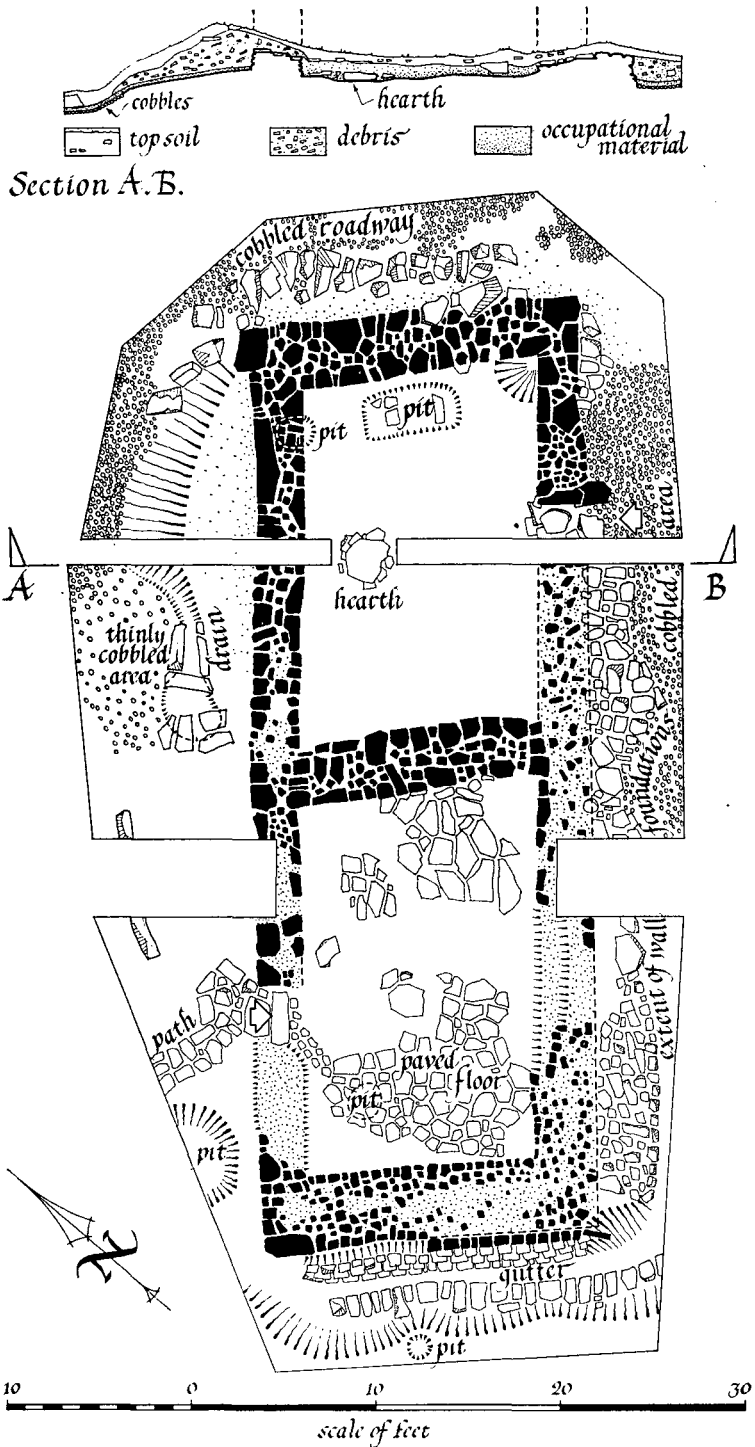 cobbles
hearth
top soil
debris
occupational
material
Section A.B.
cobbled roadway
pit
pit
area
A
B
hearth
thinly
cobbled
area
drain
cobbled
foundations
extent of wall
path
paved
floor
pit
pit
N
gutter
pit
10 0 10 20 30
scale of feet